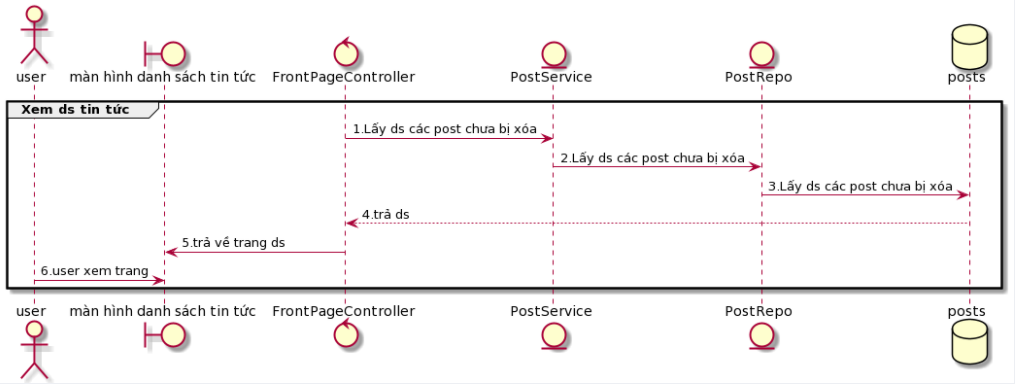 user màn hình danh sách tin tức FrontPageController PostService PostRepo posts
Xem ds tin tức
1.Lấy ds các post chưa bị xóa
2.Lấy ds các post chưa bị xóa
3.Lấy ds các post chưa bị xóa
4.trả ds
5.trả về trang ds
6.user xem trang
user màn hình danh sách tin tức FrontPageController PostService PostRepo posts